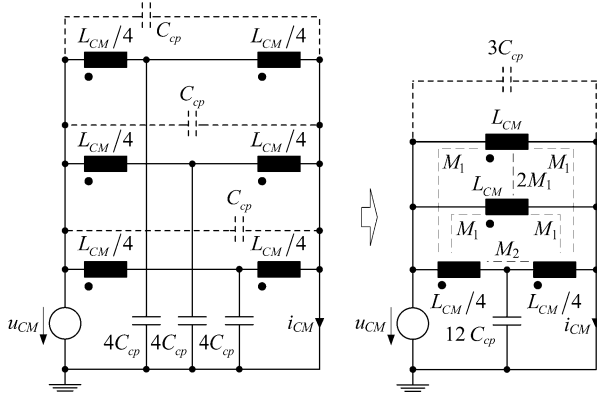 C_cp
L_CM/4 L_CM/4
C_cp
L_CM/4 L_CM/4
C_cp
L_CM/4 L_CM/4
u_CM i_CM
4C_cp 4C_cp 4C_cp
3C_cp
L_CM
M_1 M_1
2M_1
L_CM
M_1 M_1
M_2
L_CM/4 L_CM/4
u_CM 12 C_cp i_CM